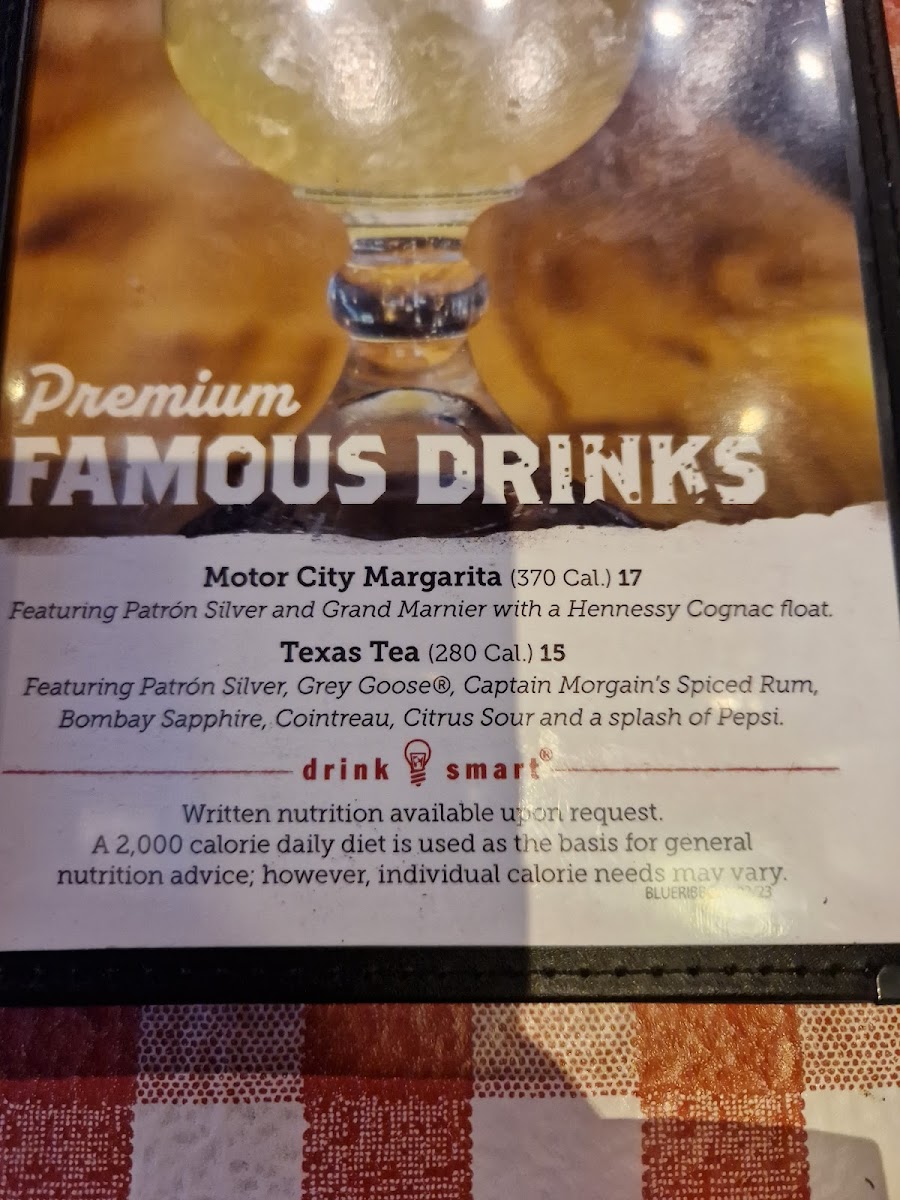 Premium
FAMOUS DRINKS
Motor City Margarita (370 Cal.) 17
Featuring Patrón Silver and Grand Marnier with a Hennessy Cognac float.
Texas Tea (280 Cal.) 15
Featuring Patrón Silver, Grey Goose®, Captain Morgain's Spiced Rum,
Bombay Sapphire, Cointreau, Citrus Sour and a splash of Pepsi.
drink smart®
Written nutrition available upon request.
A 2,000 calorie daily diet is used as the basis for general
nutrition advice; however, individual calorie needs may vary.